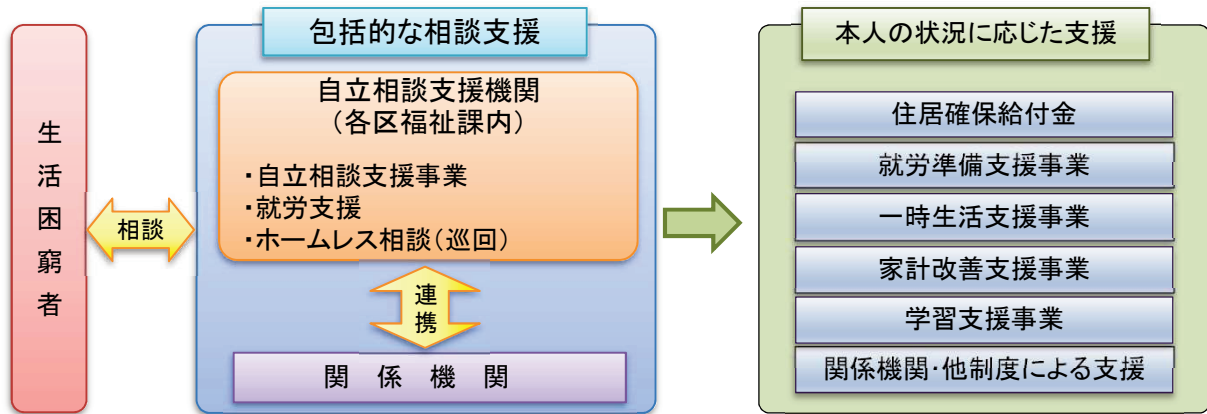 生活困窮者
相談
包括的な相談支援
自立相談支援機関
（各区福祉課内）
・自立相談支援事業
・就労支援
・ホームレス相談（巡回）
連携
関係機関
本人の状況に応じた支援
住居確保給付金
就労準備支援事業
一時生活支援事業
家計改善支援事業
学習支援事業
関係機関・他制度による支援